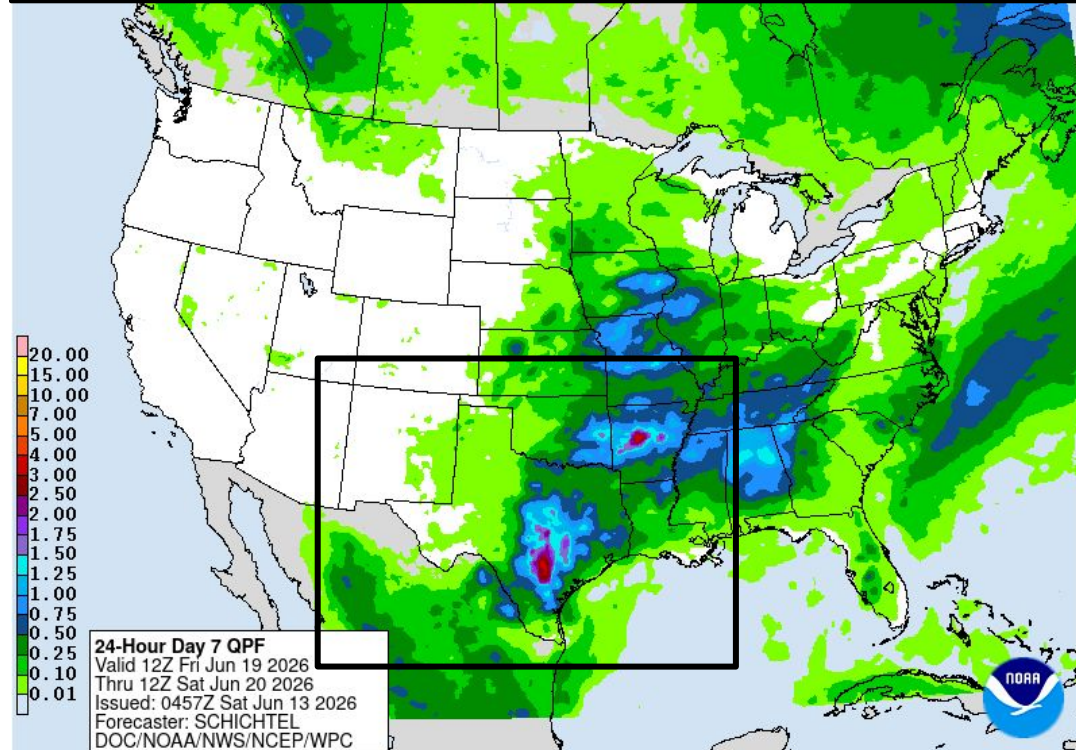 20.00
15.00
10.00
7.00
5.00
4.00
3.00
2.50
2.00
1.75
1.50
1.25
1.00
0.75
0.50
0.25
0.10
0.01
24-Hour Day 7 QPF
Valid 12Z Fri Jun 19 2026
Thru 12Z Sat Jun 20 2026
Issued: 0457Z Sat Jun 13 2026
Forecaster: SCHICHTEL
DOC/NOAA/NWS/NCEP/WPC
NOAA